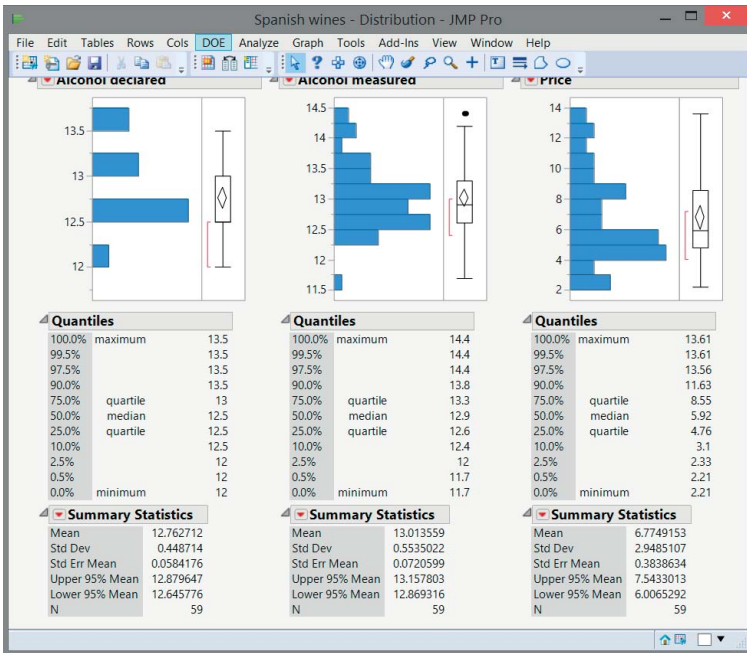 Spanish wines - Distribution - JMP Pro
File Edit Tables Rows Cols DOE Analyze Graph Tools Add-Ins View Window Help
Alcohol declared
13.5
13
12.5
12
Quantiles
100.0% maximum 13.5
99.5% 13.5
97.5% 13.5
90.0% 13.5
75.0% quartile 13
50.0% median 12.5
25.0% quartile 12.5
10.0% 12.5
2.5% 12
0.5% 12
0.0% minimum 12
Summary Statistics
Mean 12.762712
Std Dev 0.448714
Std Err Mean 0.0584176
Upper 95% Mean 12.879647
Lower 95% Mean 12.645776
N 59
Alcohol measured
14.5
14
13.5
13
12.5
12
11.5
Quantiles
100.0% maximum 14.4
99.5% 14.4
97.5% 14.4
90.0% 13.8
75.0% quartile 13.3
50.0% median 12.9
25.0% quartile 12.6
10.0% 12.4
2.5% 12
0.5% 11.7
0.0% minimum 11.7
Summary Statistics
Mean 13.013559
Std Dev 0.5535022
Std Err Mean 0.0720599
Upper 95% Mean 13.157803
Lower 95% Mean 12.869316
N 59
Price
14
12
10
8
6
4
2
Quantiles
100.0% maximum 13.61
99.5% 13.61
97.5% 13.56
90.0% 11.63
75.0% quartile 8.55
50.0% median 5.92
25.0% quartile 4.76
10.0% 3.1
2.5% 2.33
0.5% 2.21
0.0% minimum 2.21
Summary Statistics
Mean 6.7749153
Std Dev 2.9485107
Std Err Mean 0.3838634
Upper 95% Mean 7.5433013
Lower 95% Mean 6.0065292
N 59